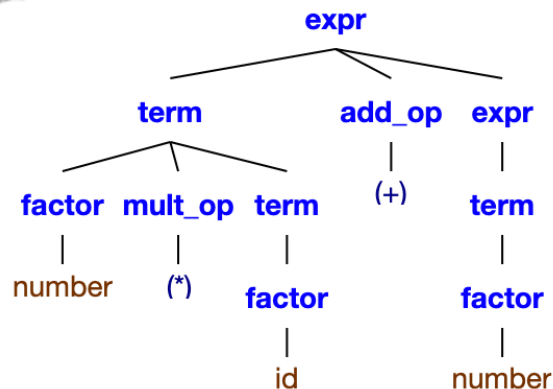 expr
term add_op expr
factor mult_op term (+) term
number (*) factor factor
id number